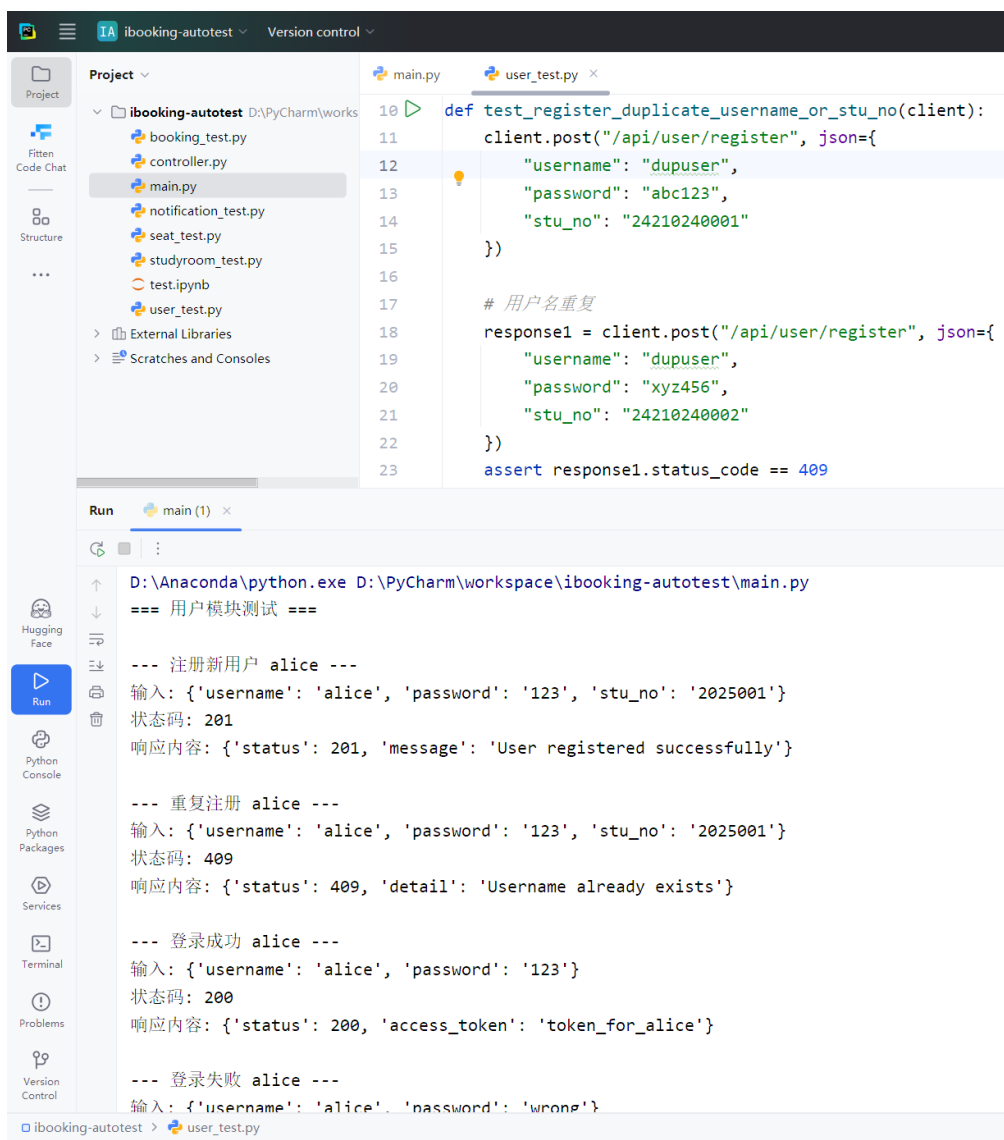 IA ibooking-autotest Version control
Project
Project
main.py
user_test.py
ibooking-autotest D:\PyCharm\works
booking_test.py
controller.py
main.py
notification_test.py
seat_test.py
studyroom_test.py
test.ipynb
user_test.py
External Libraries
Scratches and Consoles
Fitten
Code Chat
Structure
10 def test_register_duplicate_username_or_stu_no(client):
11 client.post("/api/user/register", json={
12 "username": "dupuser",
13 "password": "abc123",
14 "stu_no": "24210240001"
15 })
16
17 # 用户名重复
18 response1 = client.post("/api/user/register", json={
19 "username": "dupuser",
20 "password": "xyz456",
21 "stu_no": "24210240002"
22 })
23 assert response1.status_code == 409
Run main (1)
D:\Anaconda\python.exe D:\PyCharm\workspace\ibooking-autotest\main.py
=== 用户模块测试 ===
--- 注册新用户 alice ---
输入: {'username': 'alice', 'password': '123', 'stu_no': '2025001'}
状态码: 201
响应内容: {'status': 201, 'message': 'User registered successfully'}
--- 重复注册 alice ---
输入: {'username': 'alice', 'password': '123', 'stu_no': '2025001'}
状态码: 409
响应内容: {'status': 409, 'detail': 'Username already exists'}
--- 登录成功 alice ---
输入: {'username': 'alice', 'password': '123'}
状态码: 200
响应内容: {'status': 200, 'access_token': 'token_for_alice'}
--- 登录失败 alice ---
输入: {'username': 'alice', 'password': 'wrong'}
Hugging
Face
Run
Python
Console
Python
Packages
Services
Terminal
Problems
Version
Control
ibooking-autotest > user_test.py